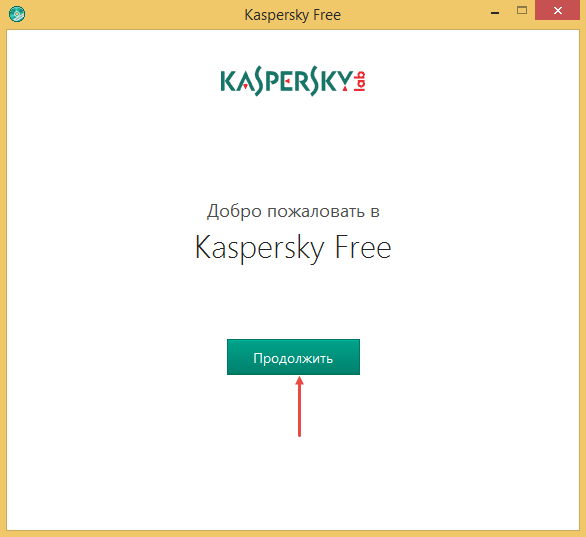 Kaspersky Free
KASPERSKY lab
Добро пожаловать в
Kaspersky Free
Продолжить